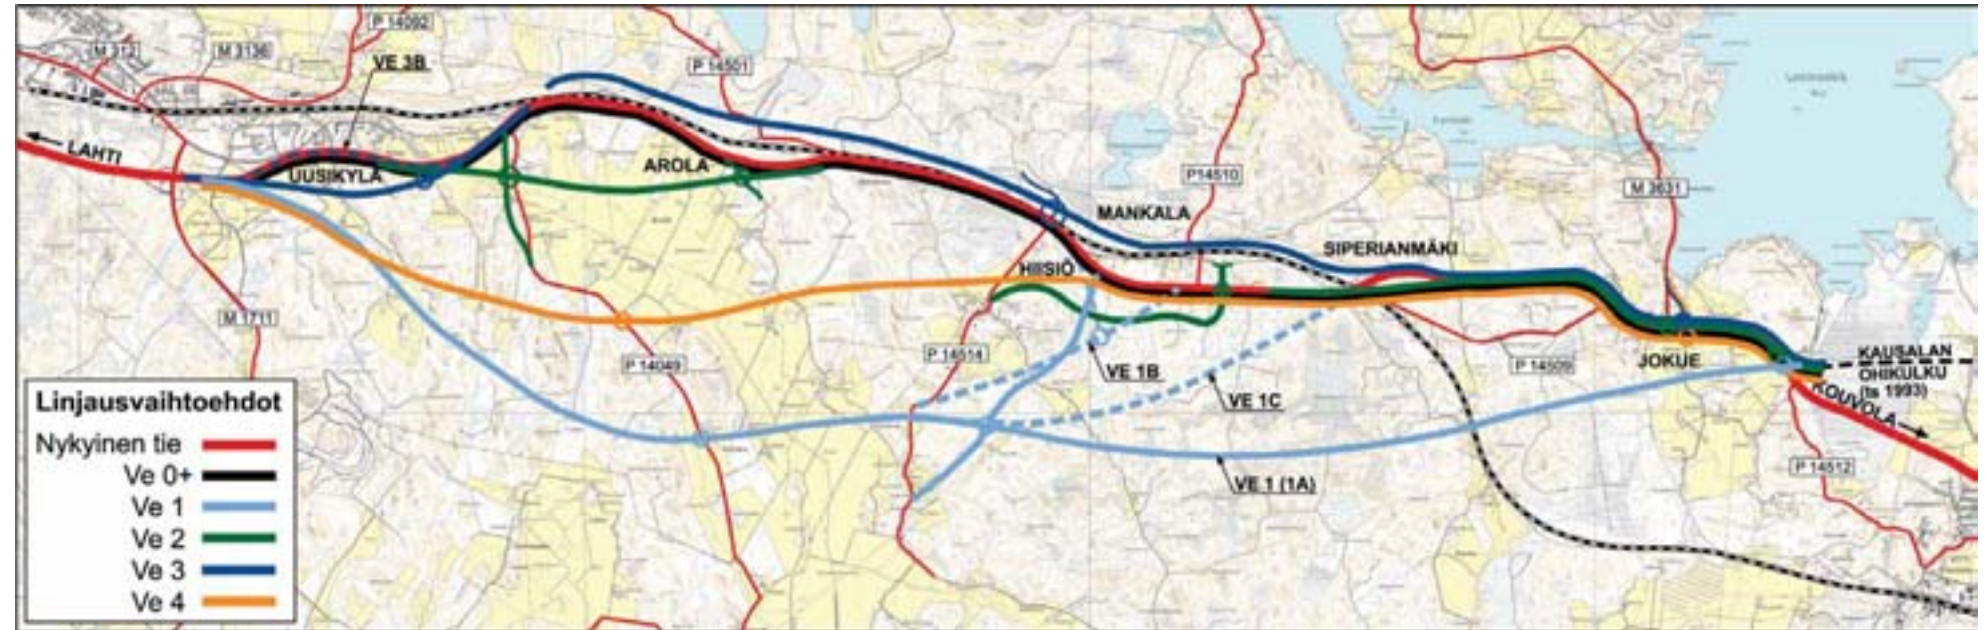 P 14092
M 312
M 3136
VE 3B
P 14501
LAHTI
UUSIKYLÄ
AROLA
P14510
M 3631
MANKALA
SIPERIANMÄKI
HIISIÖ
M 1711
P 14049
P 14514
VE 1B
VE 1C
P 14509
JOKUE
KAUSALAN
OHIKULKU
(ts 1993)
KOUVOLA
P 14512
VE 1 (1A)
Linjausvaihtoehdot
Nykyinen tie
Ve 0+
Ve 1
Ve 2
Ve 3
Ve 4